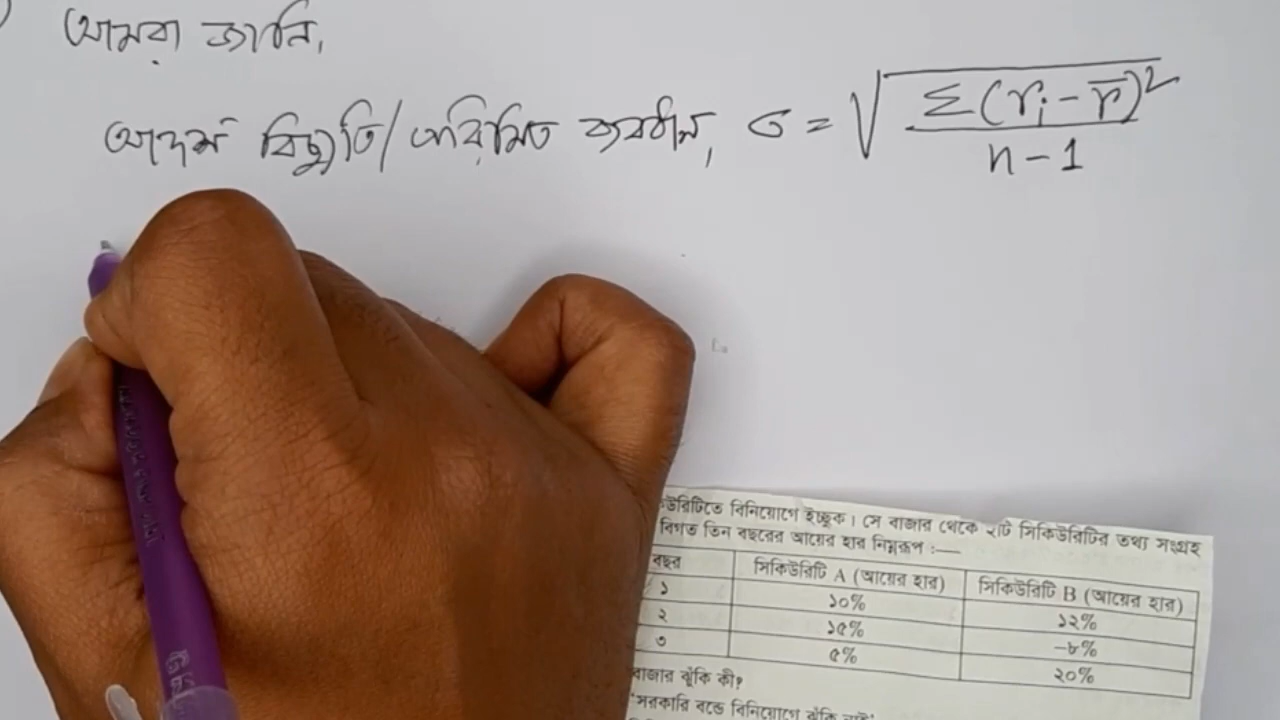 আমরা জানি,
আদর্শ বিচ্যুতি/পরিমিত ব্যবধান, σ = √(Σ(rᵢ - r̄)²
n - 1
উরিটিতে বিনিয়োগে ইচ্ছুক। সে বাজার থেকে ২টি সিকিউরিটির তথ্য সংগ্রহ
বিগত তিন বছরের আয়ের হার নিম্নরূপ :—
বছর সিকিউরিটি A (আয়ের হার) সিকিউরিটি B (আয়ের হার)
১ ১০% ১২%
২ ১৫% –৮%
৩ ৫% ২০%
বাজার ঝুঁকি কী?
'সরকারি বন্ডে বিনিয়োগে ঝুঁকি নাই'